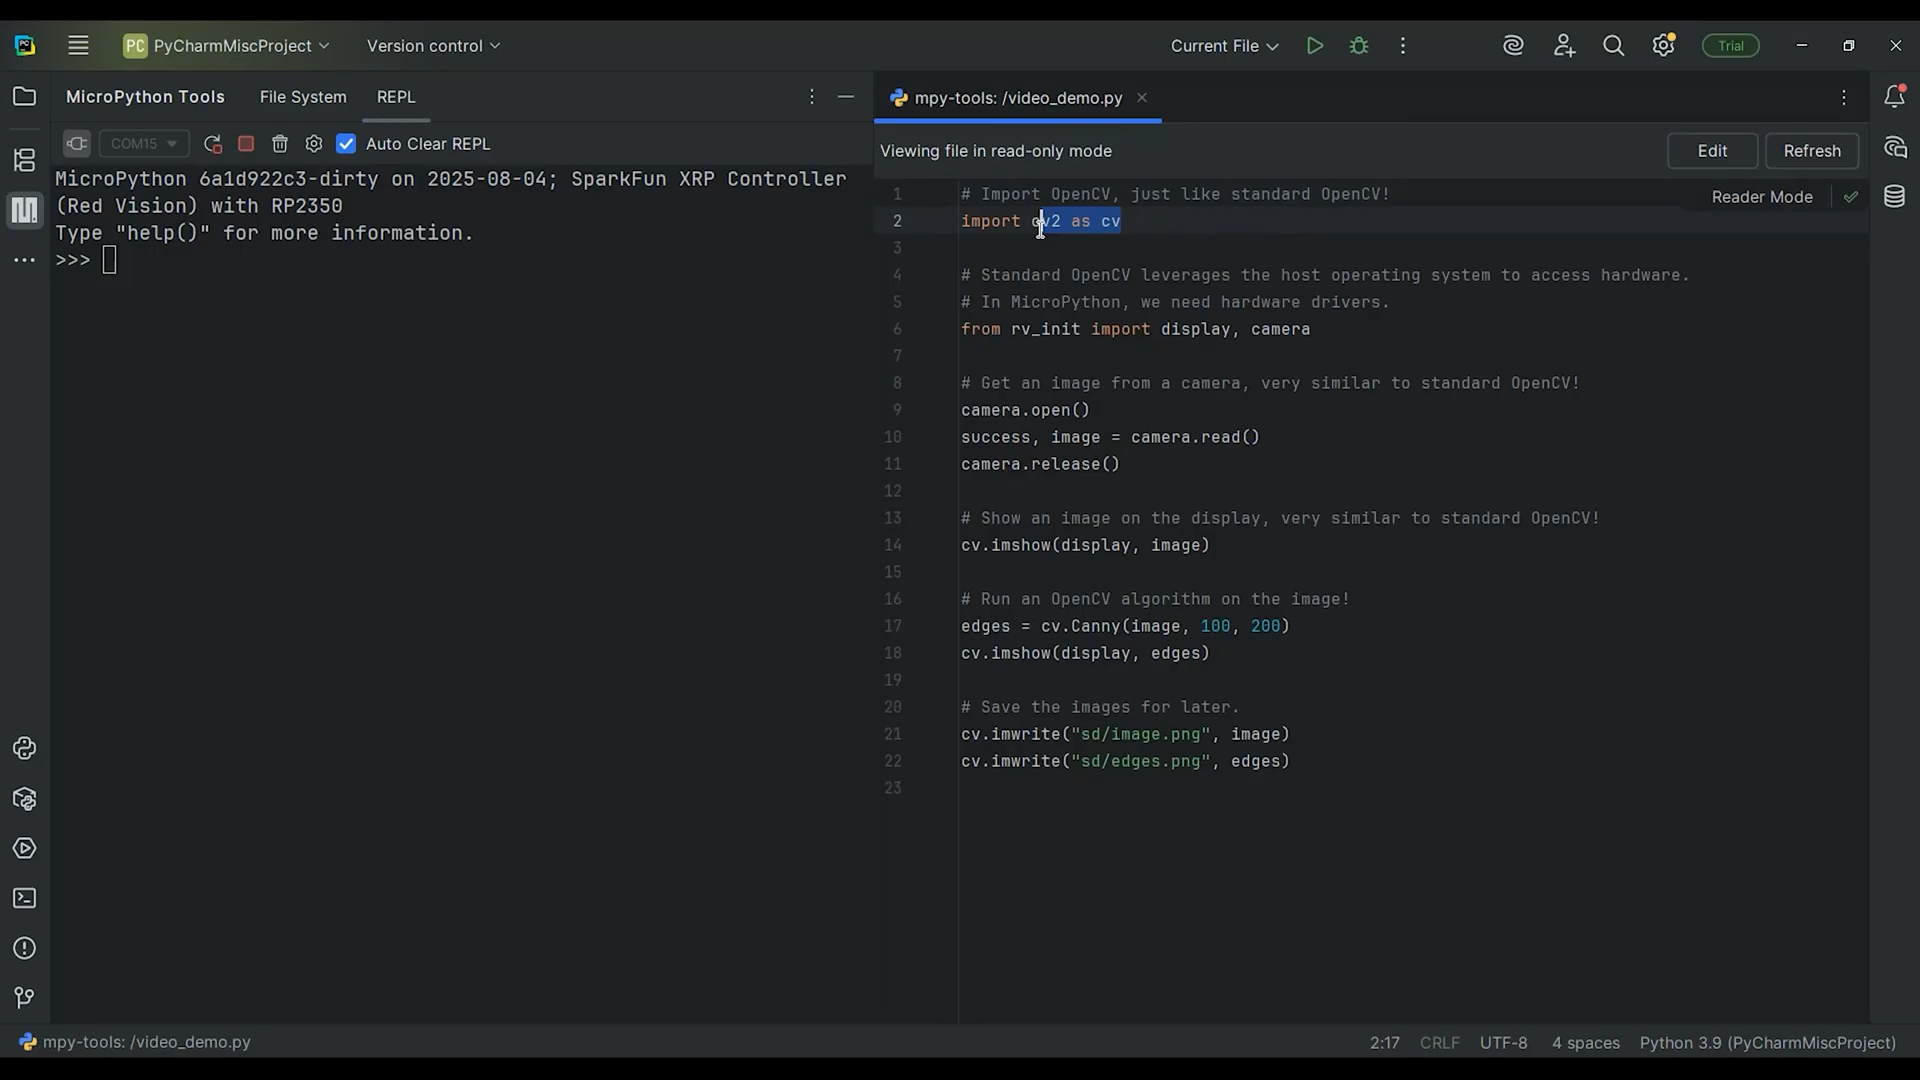 PC PyCharmMiscProject Version control Current File Trial
MicroPython Tools File System REPL
COM15 Auto Clear REPL
MicroPython 6a1d922c3-dirty on 2025-08-04; SparkFun XRP Controller
(Red Vision) with RP2350
Type "help()" for more information.
>>>
mpy-tools: /video_demo.py
Viewing file in read-only mode Edit Refresh
Reader Mode
1 # Import OpenCV, just like standard OpenCV!
2 import cv2 as cv
3
4 # Standard OpenCV leverages the host operating system to access hardware.
5 # In MicroPython, we need hardware drivers.
6 from rv_init import display, camera
7
8 # Get an image from a camera, very similar to standard OpenCV!
9 camera.open()
10 success, image = camera.read()
11 camera.release()
12
13 # Show an image on the display, very similar to standard OpenCV!
14 cv.imshow(display, image)
15
16 # Run an OpenCV algorithm on the image!
17 edges = cv.Canny(image, 100, 200)
18 cv.imshow(display, edges)
19
20 # Save the images for later.
21 cv.imwrite("sd/image.png", image)
22 cv.imwrite("sd/edges.png", edges)
23
mpy-tools: /video_demo.py 2:17 CRLF UTF-8 4 spaces Python 3.9 (PyCharmMiscProject)